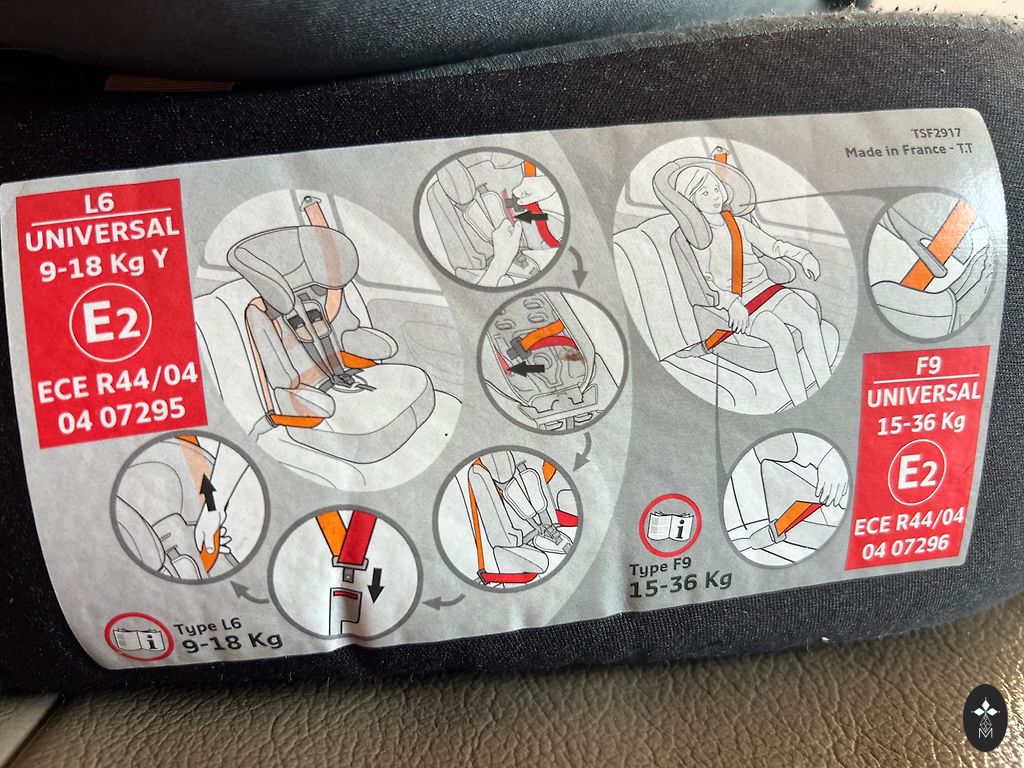 TSF2917
Made in France - T.T
L6
UNIVERSAL
9-18 Kg Y
E2
ECE R44/04
04 07295
F9
UNIVERSAL
15-36 Kg
E2
ECE R44/04
04 07296
i
Type F9
15-36 Kg
i
Type L6
9-18 Kg
M